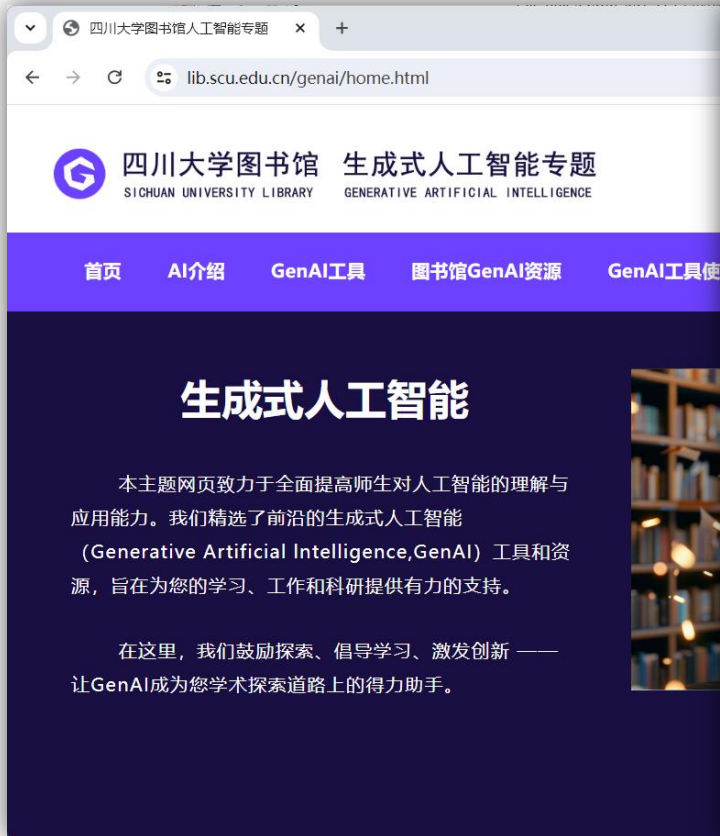 四川大学图书馆人工智能专题
lib.scu.edu.cn/genai/home.html
四川大学图书馆 生成式人工智能专题
SICHUAN UNIVERSITY LIBRARY GENERATIVE ARTIFICIAL INTELLIGENCE
首页 AI介绍 GenAI工具 图书馆GenAI资源 GenAI工具使
生成式人工智能
本主题网页致力于全面提高师生对人工智能的理解与
应用能力。我们精选了前沿的生成式人工智能
（Generative Artificial Intelligence,GenAI）工具和资
源，旨在为您的学习、工作和科研提供有力的支持。
在这里，我们鼓励探索、倡导学习、激发创新 ——
让GenAI成为您学术探索道路上的得力助手。